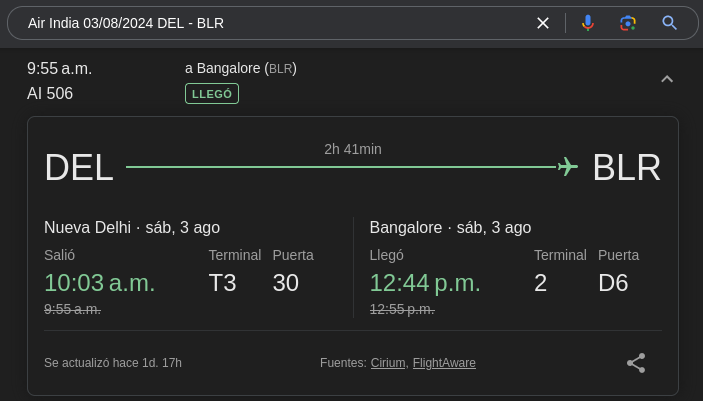 Air India 03/08/2024 DEL - BLR
9:55 a.m.
a Bangalore (BLR)
AI 506
LLEGÓ
2h 41min
DEL
BLR
Nueva Delhi · sáb, 3 ago
Salió
Terminal
Puerta
10:03 a.m.
T3
30
9:55 a.m.
Bangalore · sáb, 3 ago
Llegó
Terminal
Puerta
12:44 p.m.
2
D6
12:55 p.m.
Se actualizó hace 1d. 17h
Fuentes: Cirium, FlightAware